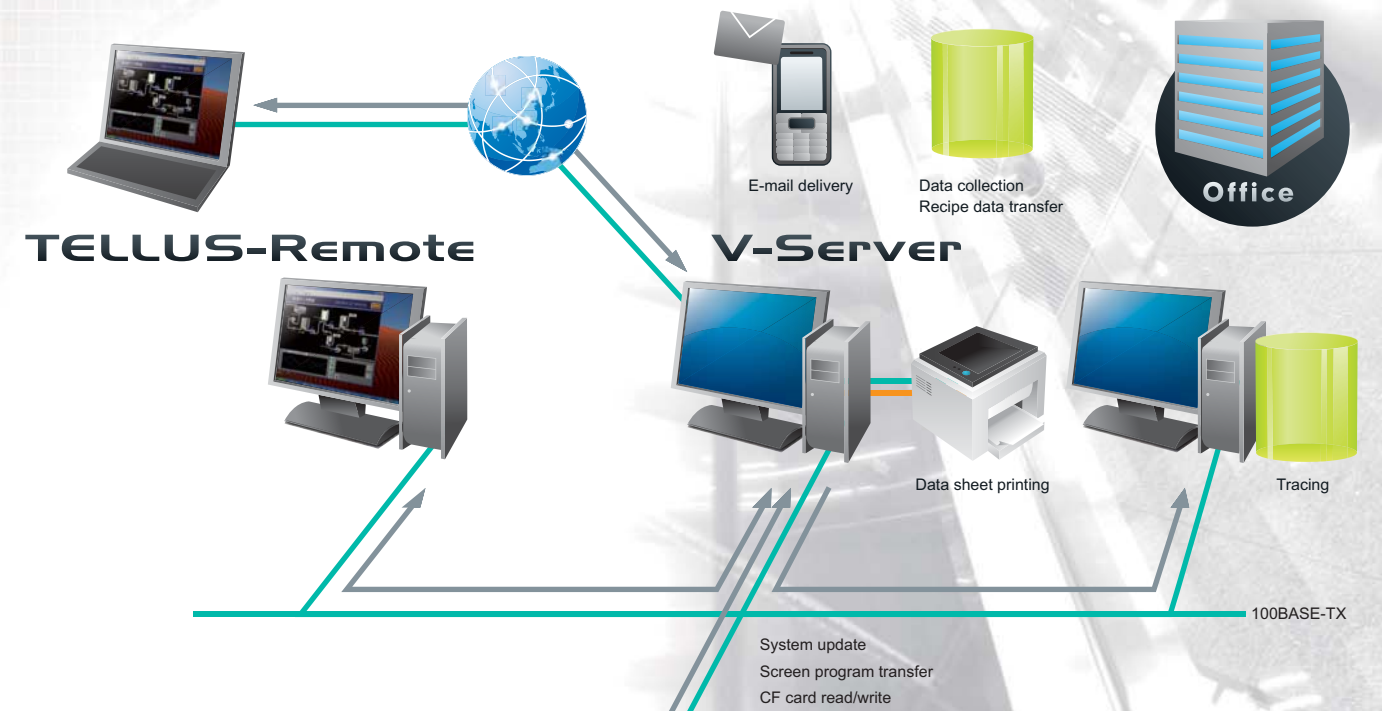 E-mail delivery
Data collection
Recipe data transfer
Office
TELLUS-Remote
V-Server
Data sheet printing
Tracing
100BASE-TX
System update
Screen program transfer
CF card read/write